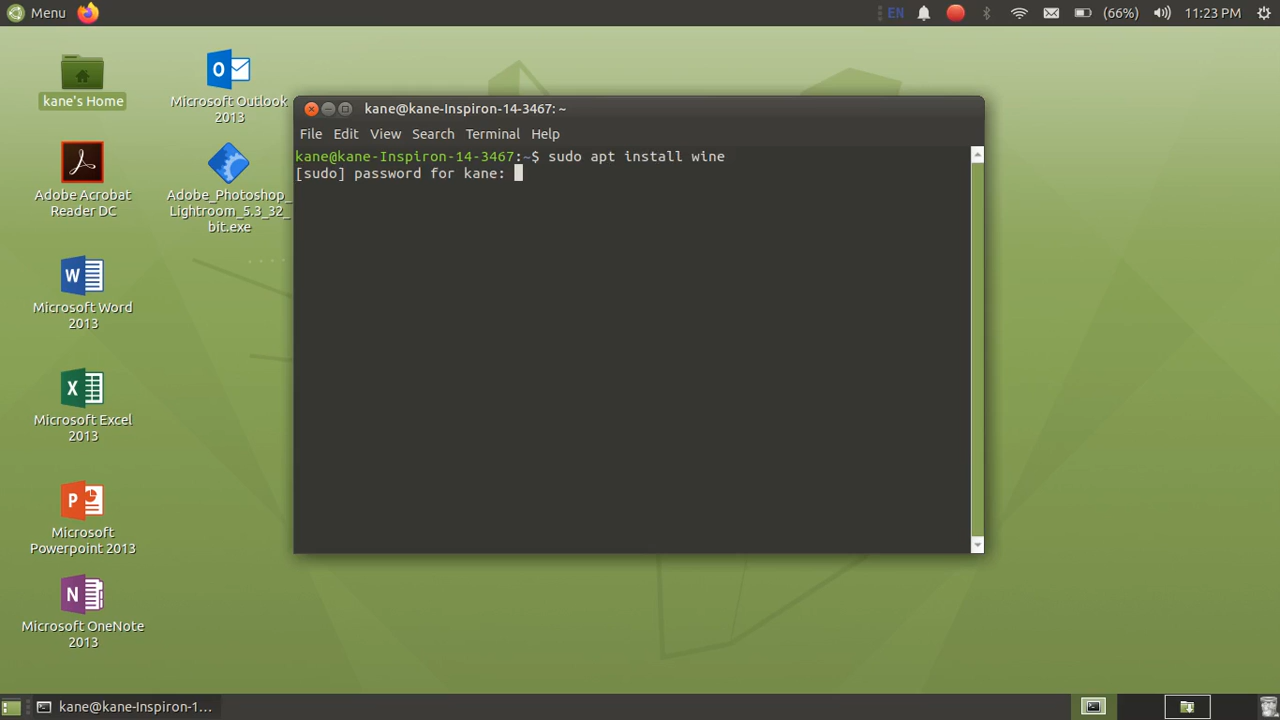 Menu
EN
(66%)
11:23 PM
kane's Home
Microsoft Outlook
2013
Adobe Acrobat
Reader DC
Adobe_Photoshop_
Lightroom_5.3_32_
bit.exe
Microsoft Word
2013
Microsoft Excel
2013
Microsoft
Powerpoint 2013
Microsoft OneNote
2013
kane@kane-Inspiron-14-3467: ~
File Edit View Search Terminal Help
kane@kane-Inspiron-14-3467:~$ sudo apt install wine
[sudo] password for kane:
kane@kane-Inspiron-1...